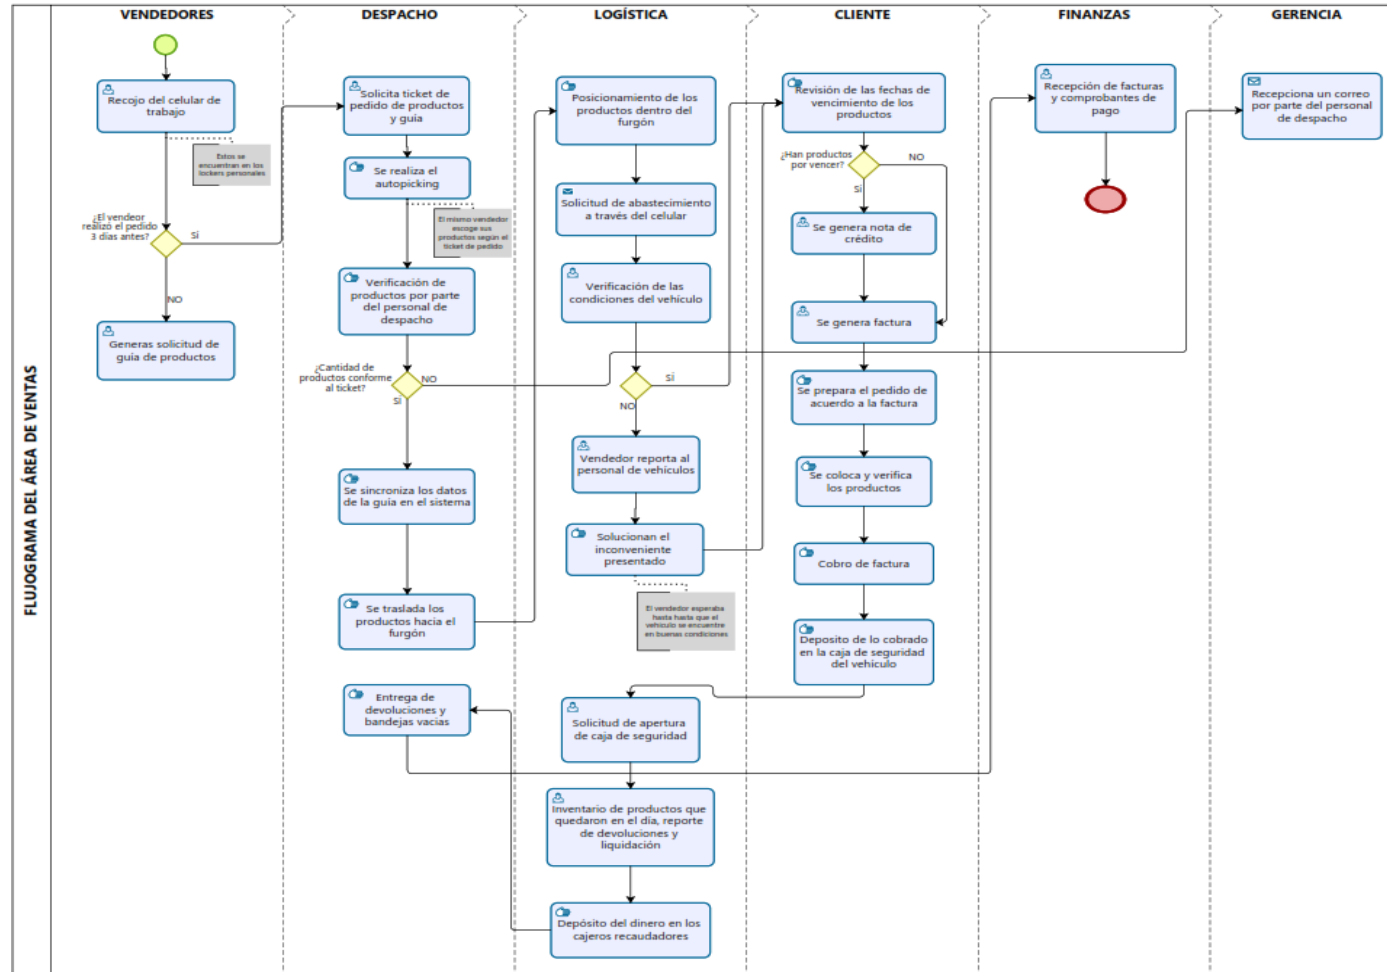 VENDEDORES
DESPACHO
LOGÍSTICA
CLIENTE
FINANZAS
GERENCIA
FLUJOGRAMA DEL ÁREA DE VENTAS
Recojo del celular de
trabajo
Estos se
encuentran en los
lockers personales
¿El vendeor
realizó el pedido
3 días antes?
SÍ
NO
Generas solicitud de
guía de productos
Solicita ticket de
pedido de productos
y guía
Se realiza el
autopicking
El mismo vendedor
escoge sus
productos según el
ticket de pedido
Verificación de
productos por parte
del personal de
despacho
¿Cantidad de
productos conforme
al ticket?
NO
SÍ
Se sincroniza los datos
de la guía en el sistema
Se traslada los
productos hacia el
furgón
Entrega de
devoluciones y
bandejas vacias
Posicionamiento de los
productos dentro del
furgón
Solicitud de abastecimiento
a través del celular
Verificación de las
condiciones del vehículo
SÍ
NO
Vendedor reporta al
personal de vehículos
Solucionan el
inconveniente
presentado
El vendedor esperaba
hasta hasta que el
vehículo se encuentre
en buenas condiciones
Solicitud de apertura
de caja de seguridad
Inventario de productos que
quedaron en el día, reporte
de devoluciones y
liquidación
Depósito del dinero en los
cajeros recaudadores
Revisión de las fechas de
vencimiento de los
productos
¿Han productos
por vencer?
NO
Sí
Se genera nota de
crédito
Se genera factura
Se prepara el pedido de
acuerdo a la factura
Se coloca y verifica
los productos
Cobro de factura
Deposito de lo cobrado
en la caja de seguridad
del vehículo
Recepción de facturas
y comprobantes de
pago
Recepciona un correo
por parte del personal
de despacho